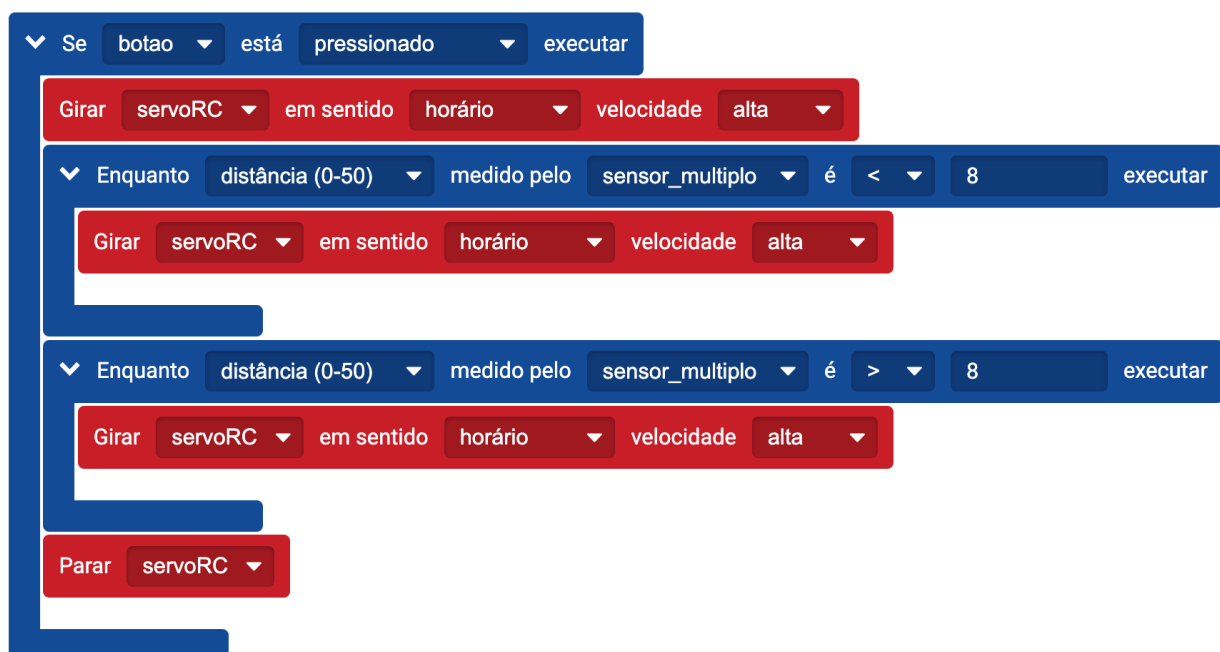 Se botao está pressionado executar
Girar servoRC em sentido horário velocidade alta
Enquanto distância (0-50) medido pelo sensor_multiplo é < 8 executar
Girar servoRC em sentido horário velocidade alta
Enquanto distância (0-50) medido pelo sensor_multiplo é > 8 executar
Girar servoRC em sentido horário velocidade alta
Parar servoRC